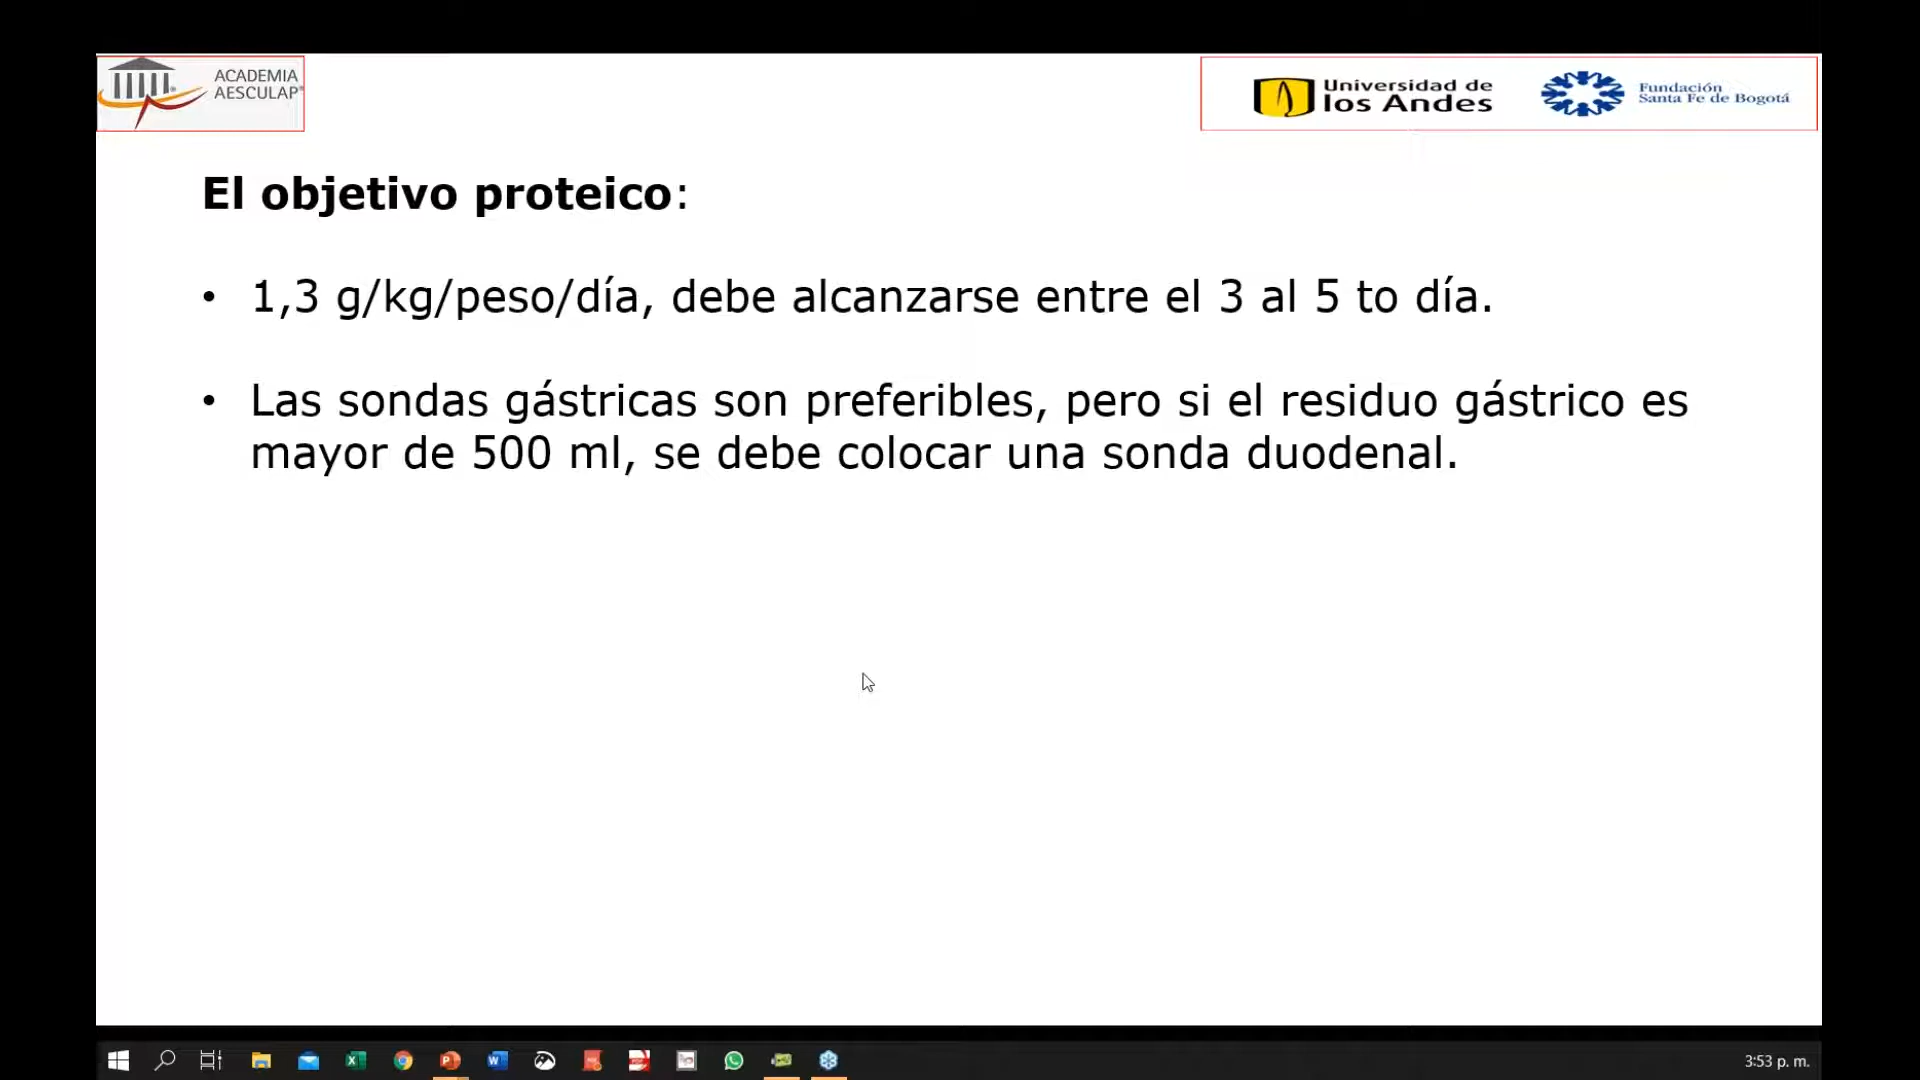 ACADEMIA
AESCULAP®
Universidad de
los Andes
Fundación
Santa Fe de Bogotá
El objetivo proteico:
• 1,3 g/kg/peso/día, debe alcanzarse entre el 3 al 5 to día.
• Las sondas gástricas son preferibles, pero si el residuo gástrico es
mayor de 500 ml, se debe colocar una sonda duodenal.
3:53 p. m.